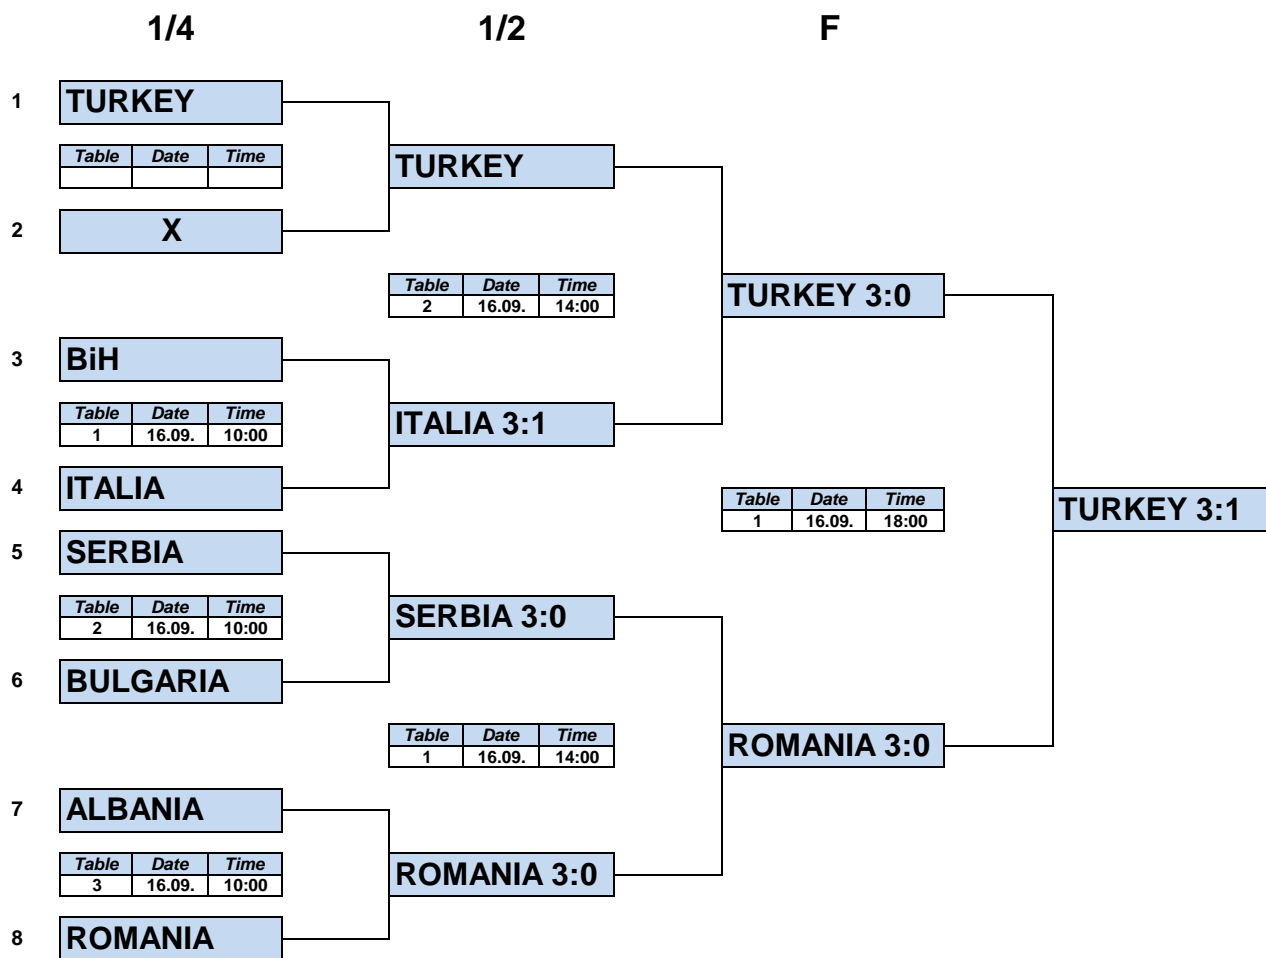 1/4 1/2 F
1 TURKEY
Table Date Time
TURKEY
2 X
Table Date Time
2 16.09. 14:00
TURKEY 3:0
3 BiH
Table Date Time
1 16.09. 10:00
ITALIA 3:1
4 ITALIA
Table Date Time
1 16.09. 18:00
TURKEY 3:1
5 SERBIA
Table Date Time
2 16.09. 10:00
SERBIA 3:0
6 BULGARIA
Table Date Time
1 16.09. 14:00
ROMANIA 3:0
7 ALBANIA
Table Date Time
3 16.09. 10:00
ROMANIA 3:0
8 ROMANIA